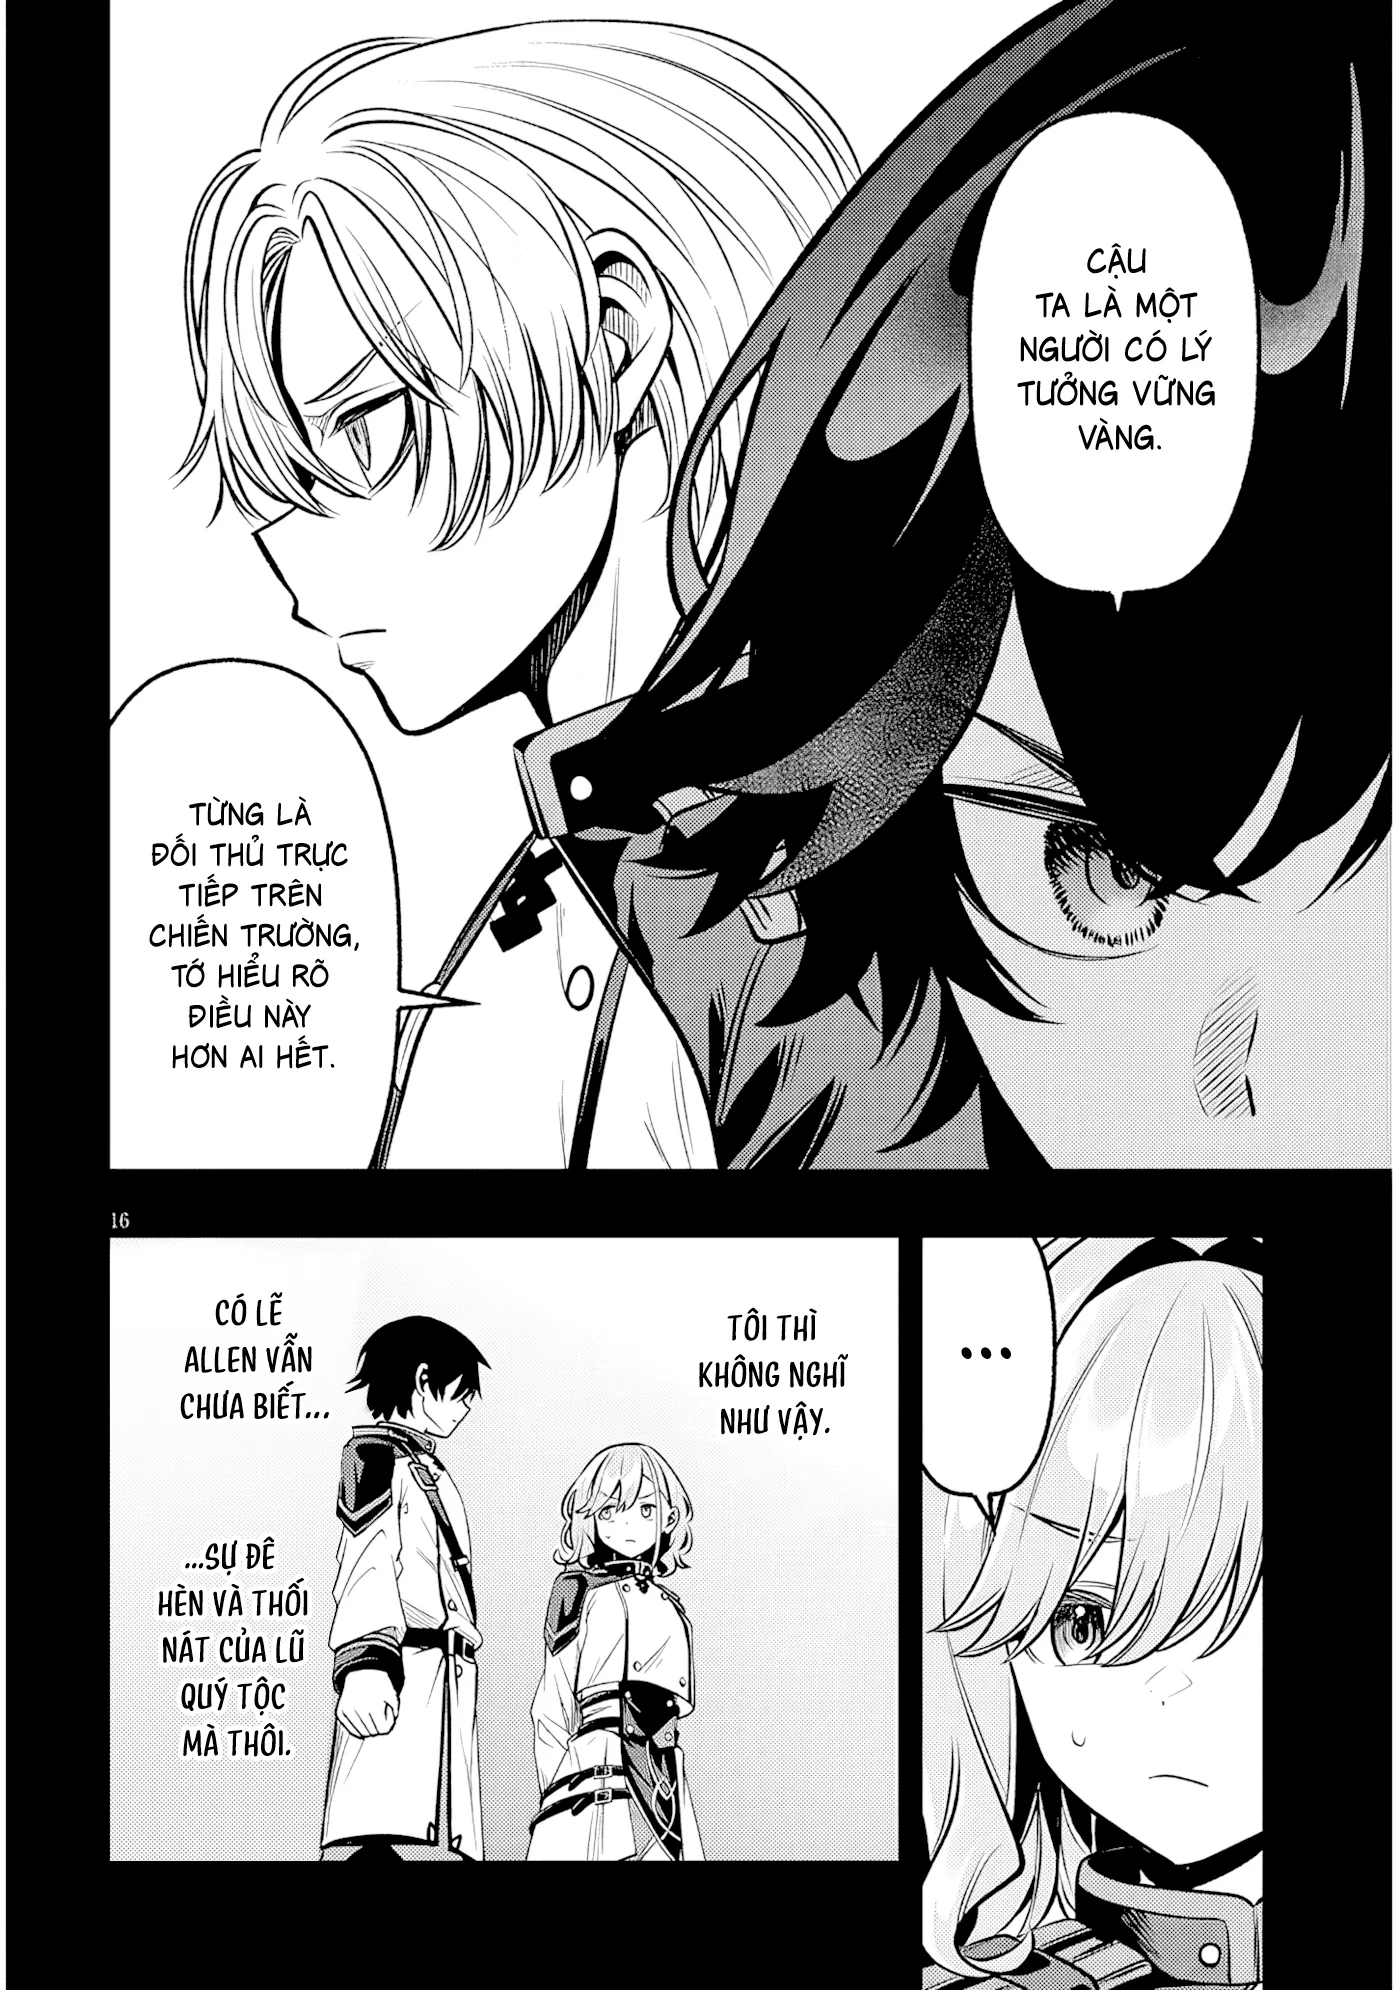 CẬU
TA LÀ MỘT
NGƯỜI CÓ LÝ
TƯỞNG VỮNG
VÀNG.
TỪNG LÀ
ĐỐI THỦ TRỰC
TIẾP TRÊN
CHIẾN TRƯỜNG,
TỚ HIỂU RÕ
ĐIỀU NÀY
HƠN AI HẾT.
16
...
TÔI THÌ
KHÔNG NGHĨ
NHƯ VẬY.
CÓ LẼ
ALLEN VẪN
CHƯA BIẾT...
...SỰ ĐÊ
HÈN VÀ THỐI
NÁT CỦA LŨ
QUÝ TỘC
MÀ THÔI.